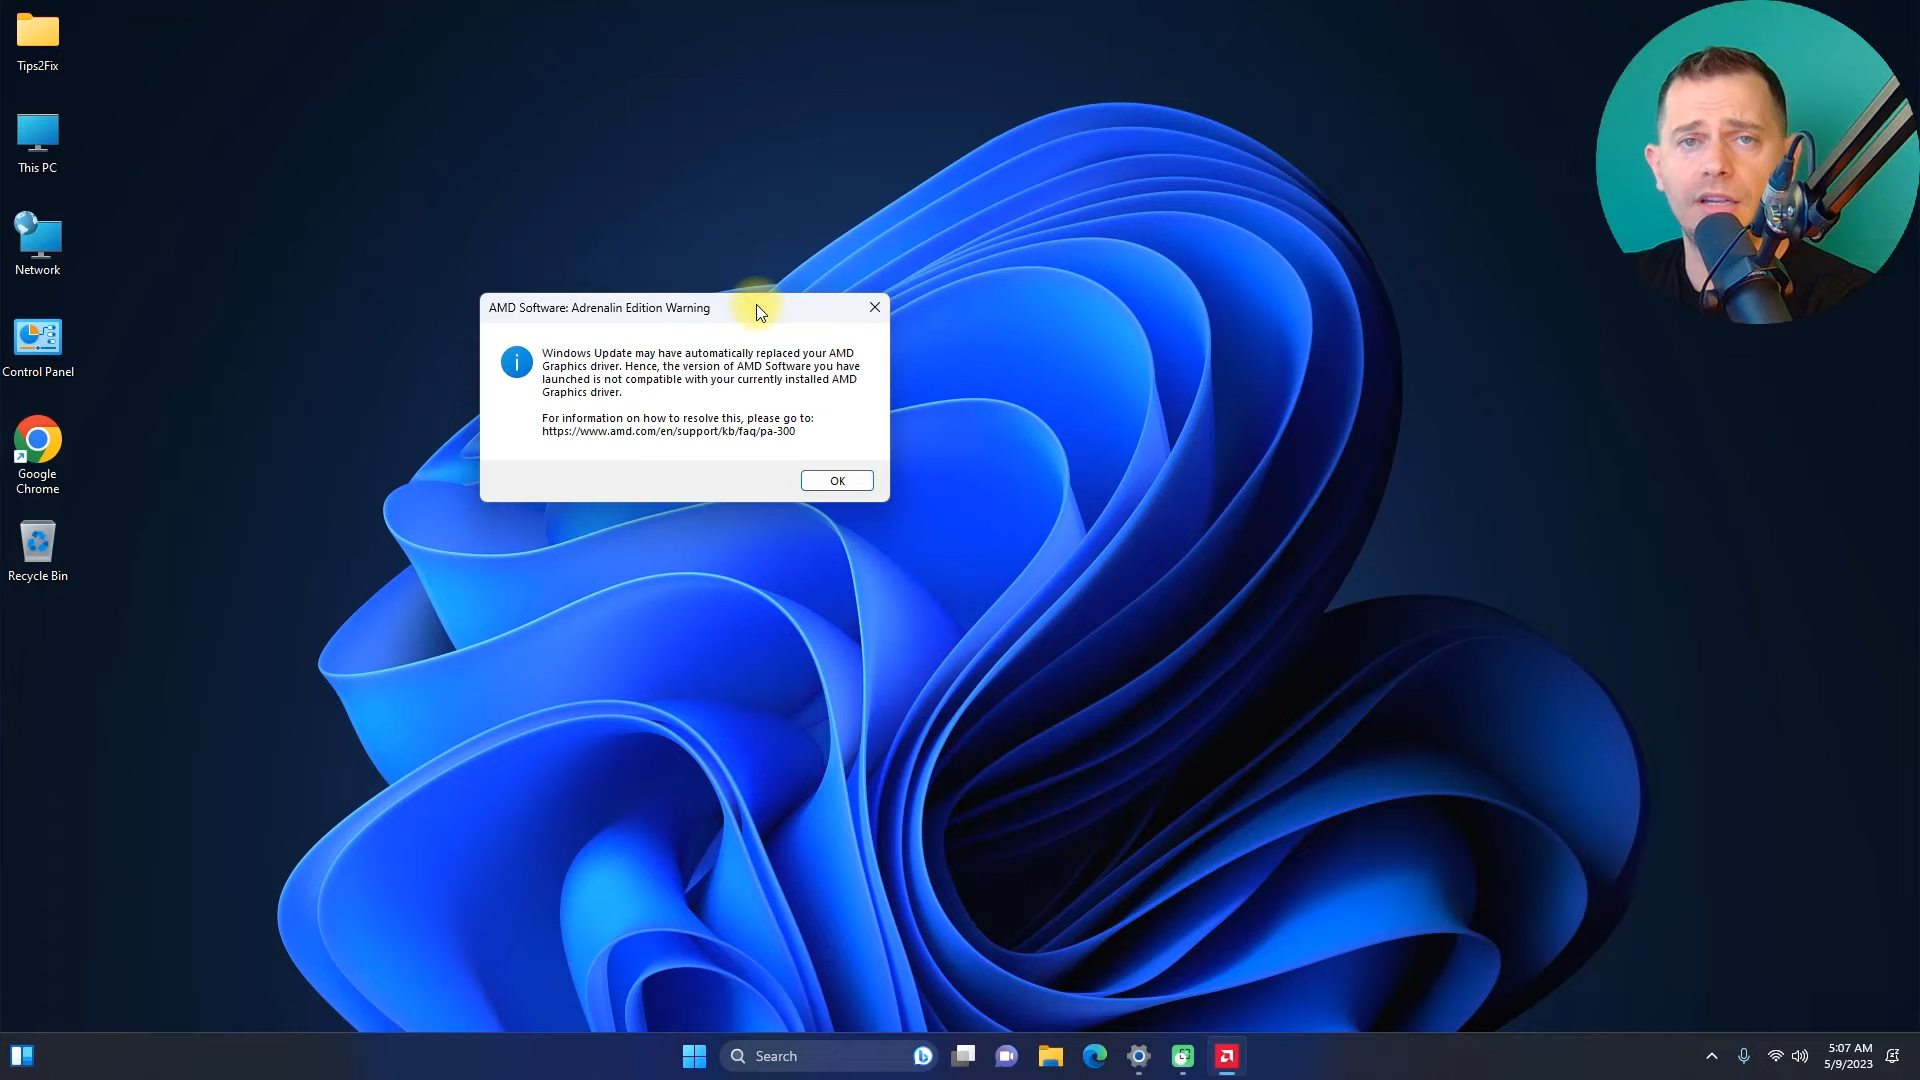 Tips2Fix
This PC
Network
Control Panel
Google
Chrome
Recycle Bin
AMD Software: Adrenalin Edition Warning
Windows Update may have automatically replaced your AMD
Graphics driver. Hence, the version of AMD Software you have
launched is not compatible with your currently installed AMD
Graphics driver.
For information on how to resolve this, please go to:
https://www.amd.com/en/support/kb/faq/pa-300
OK
Search
5:07 AM
5/9/2023